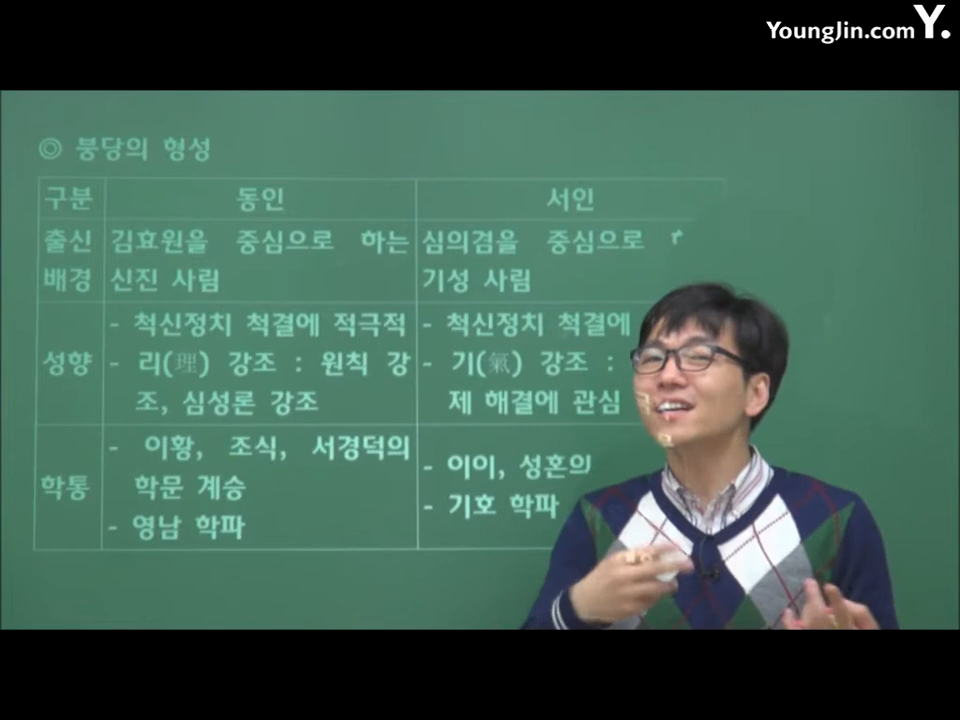 YoungJin.com Y.
◎ 붕당의 형성
구분 동인 서인
출신 김효원을 중심으로 하는 심의겸을 중심으로
배경 신진 사림 기성 사림
- 척신정치 척결에 적극적 - 척신정치 척결에
성향 - 리(理) 강조 : 원칙 강 - 기(氣) 강조 :
조, 심성론 강조 제 해결에 관심
- 이황, 조식, 서경덕의 - 이이, 성혼의
학통 학문 계승 - 기호 학파
- 영남 학파